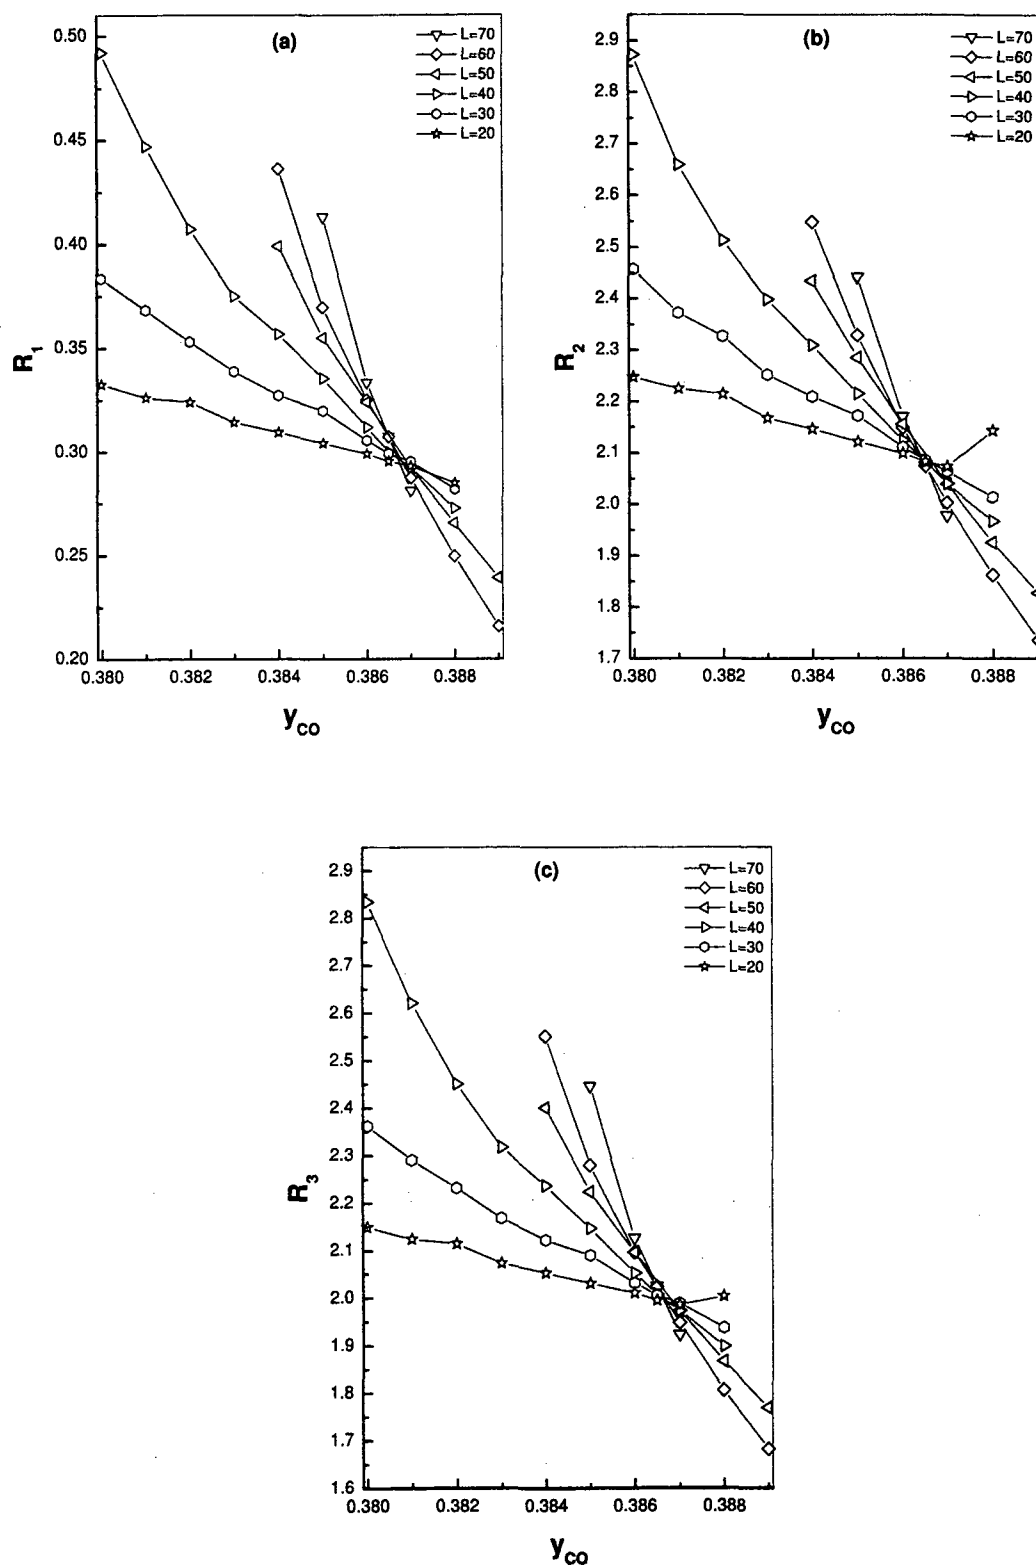 (a)
L=70
L=60
L=50
L=40
L=30
L=20
0.50
0.45
0.40
0.35
0.30
0.25
0.20
R1
0.380
0.382
0.384
0.386
0.388
yCO
(b)
L=70
L=60
L=50
L=40
L=30
L=20
2.9
2.8
2.7
2.6
2.5
2.4
2.3
2.2
2.1
2.0
1.9
1.8
1.7
R2
0.380
0.382
0.384
0.386
0.388
yCO
(c)
L=70
L=60
L=50
L=40
L=30
L=20
2.9
2.8
2.7
2.6
2.5
2.4
2.3
2.2
2.1
2.0
1.9
1.8
1.7
1.6
R3
0.380
0.382
0.384
0.386
0.388
yCO